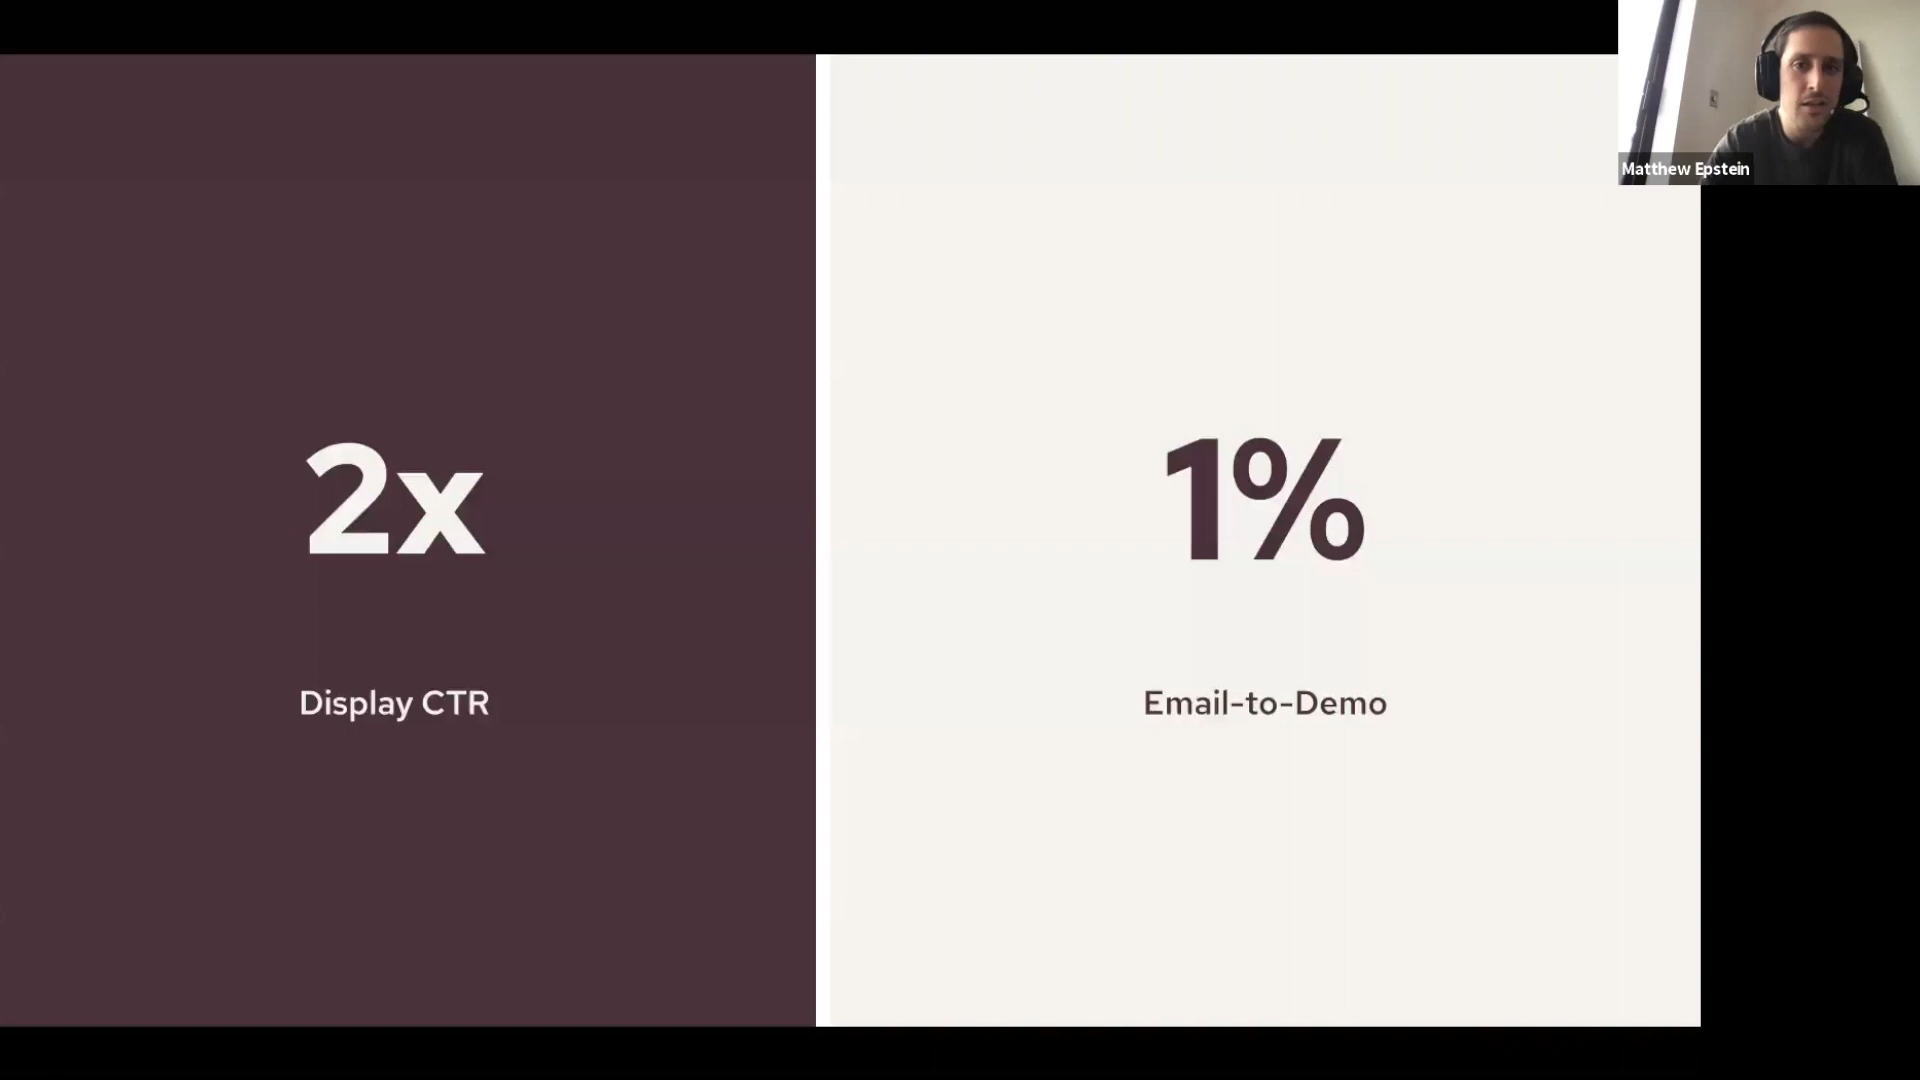 Matthew Epstein
2x
Display CTR
1%
Email-to-Demo